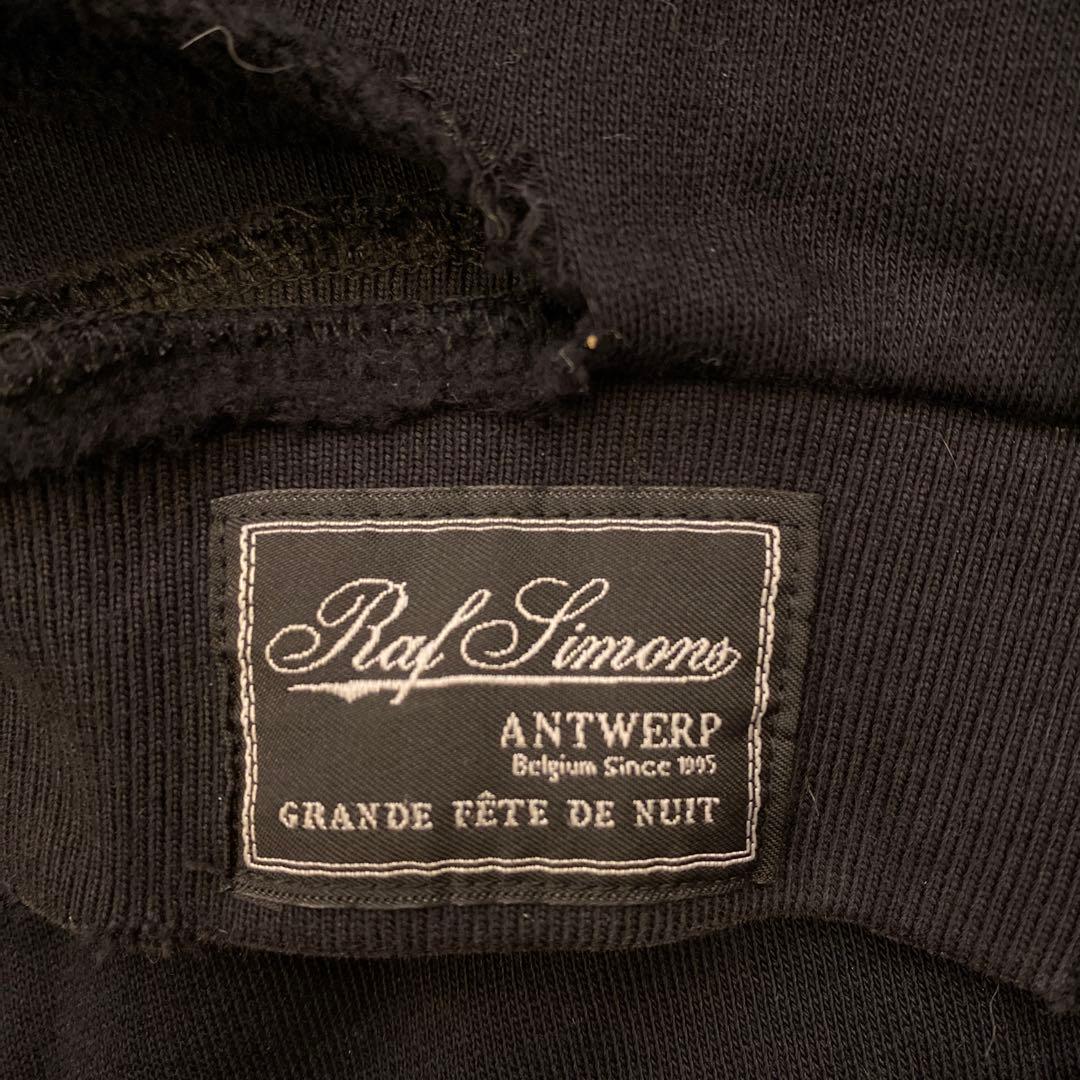 Raf Simons
ANTWERP
Belgium Since 1995
GRANDE FÊTE DE NUIT